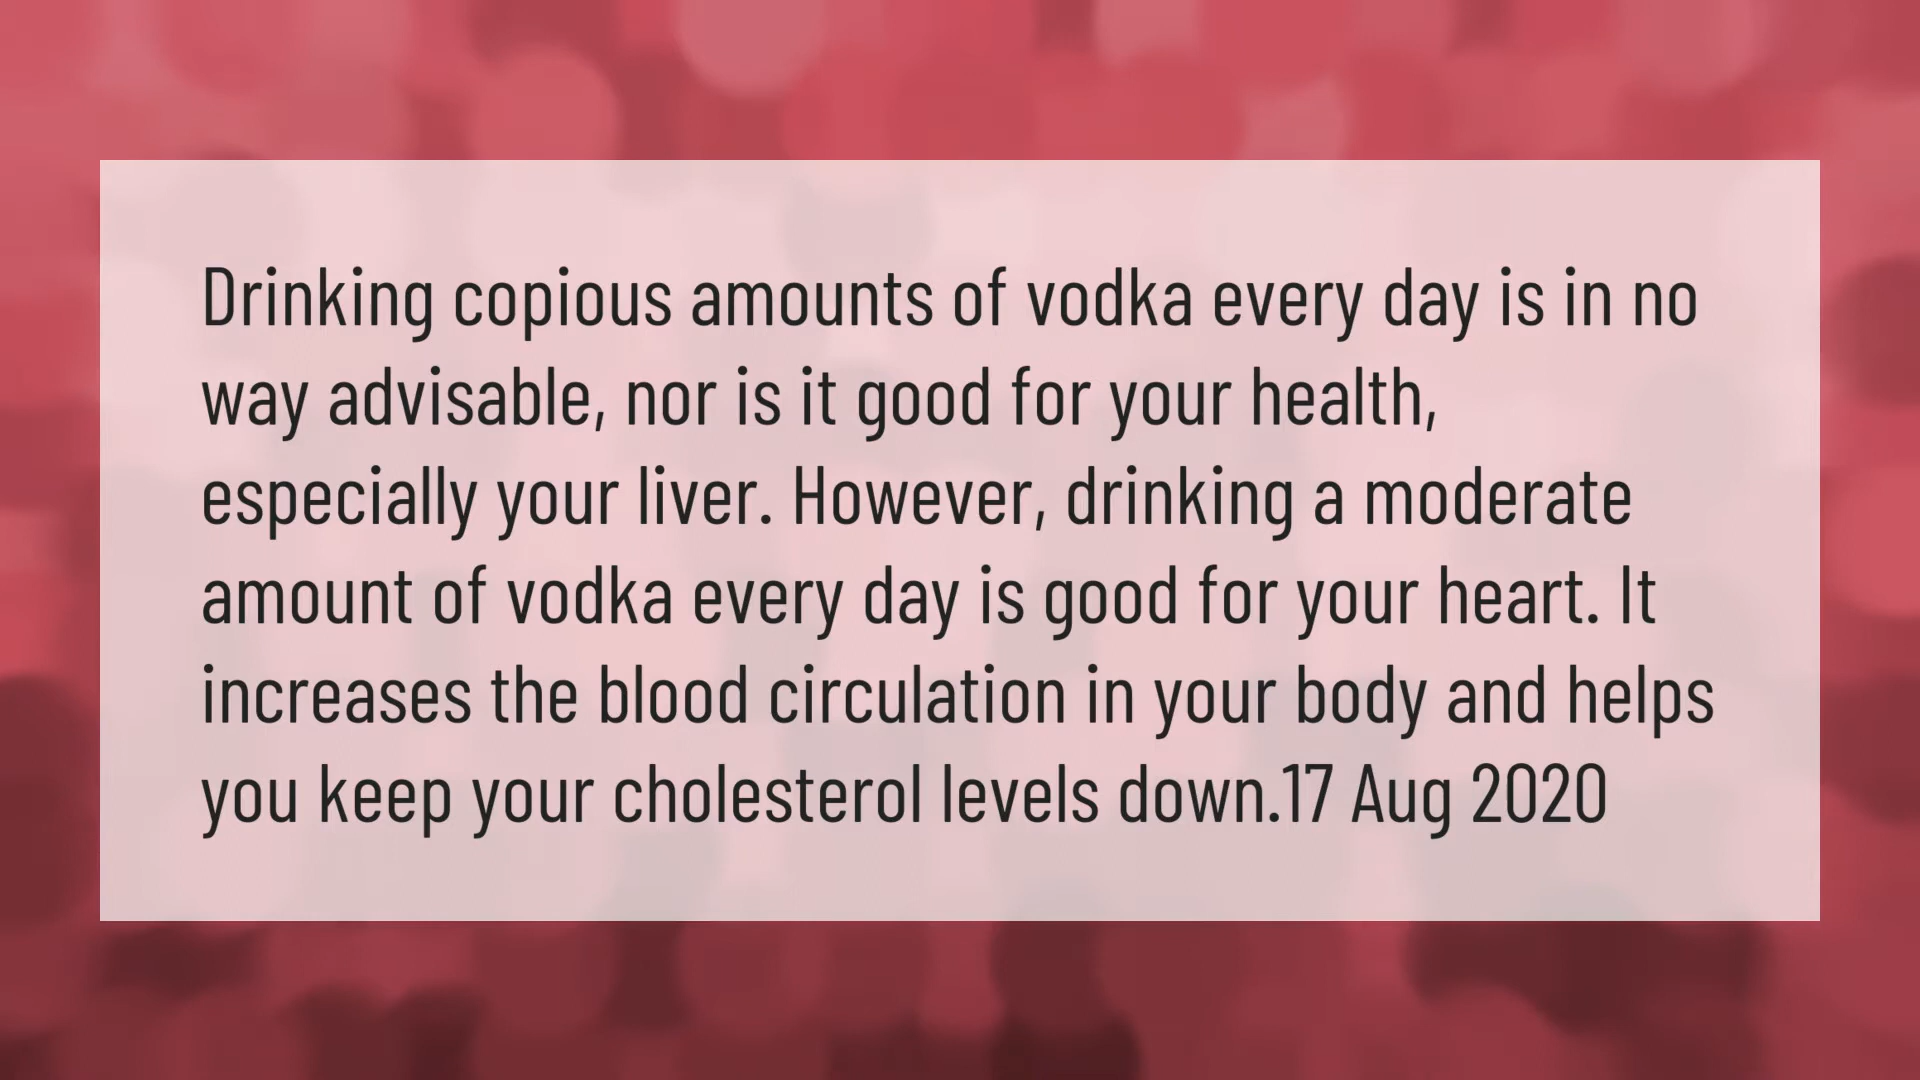 Drinking copious amounts of vodka every day is in no
way advisable, nor is it good for your health,
especially your liver. However, drinking a moderate
amount of vodka every day is good for your heart. It
increases the blood circulation in your body and helps
you keep your cholesterol levels down.17 Aug 2020